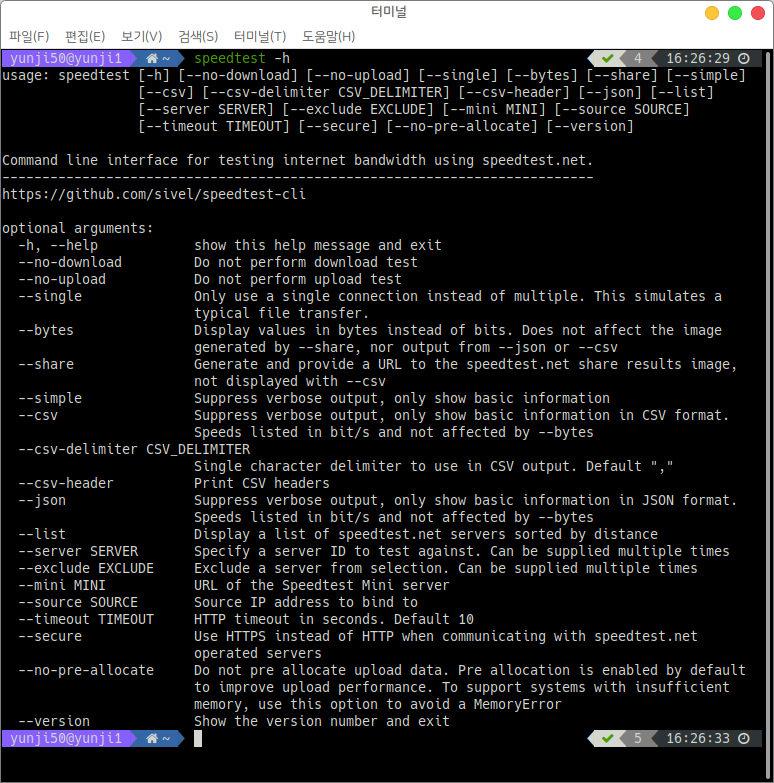 터미널
파일(F) 편집(E) 보기(V) 검색(S) 터미널(T) 도움말(H)
yunji50@yunji1 ~ speedtest -h ✔ 4 16:26:29
usage: speedtest [-h] [--no-download] [--no-upload] [--single] [--bytes] [--share] [--simple]
[--csv] [--csv-delimiter CSV_DELIMITER] [--csv-header] [--json] [--list]
[--server SERVER] [--exclude EXCLUDE] [--mini MINI] [--source SOURCE]
[--timeout TIMEOUT] [--secure] [--no-pre-allocate] [--version]
Command line interface for testing internet bandwidth using speedtest.net.
--------------------------------------------------------------------------
https://github.com/sivel/speedtest-cli
optional arguments:
-h, --help show this help message and exit
--no-download Do not perform download test
--no-upload Do not perform upload test
--single Only use a single connection instead of multiple. This simulates a
typical file transfer.
--bytes Display values in bytes instead of bits. Does not affect the image
generated by --share, nor output from --json or --csv
--share Generate and provide a URL to the speedtest.net share results image,
not displayed with --csv
--simple Suppress verbose output, only show basic information
--csv Suppress verbose output, only show basic information in CSV format.
Speeds listed in bit/s and not affected by --bytes
--csv-delimiter CSV_DELIMITER
Single character delimiter to use in CSV output. Default ","
--csv-header Print CSV headers
--json Suppress verbose output, only show basic information in JSON format.
Speeds listed in bit/s and not affected by --bytes
--list Display a list of speedtest.net servers sorted by distance
--server SERVER Specify a server ID to test against. Can be supplied multiple times
--exclude EXCLUDE Exclude a server from selection. Can be supplied multiple times
--mini MINI URL of the Speedtest Mini server
--source SOURCE Source IP address to bind to
--timeout TIMEOUT HTTP timeout in seconds. Default 10
--secure Use HTTPS instead of HTTP when communicating with speedtest.net
operated servers
--no-pre-allocate Do not pre allocate upload data. Pre allocation is enabled by default
to improve upload performance. To support systems with insufficient
memory, use this option to avoid a MemoryError
--version Show the version number and exit
yunji50@yunji1 ~ ✔ 5 16:26:33